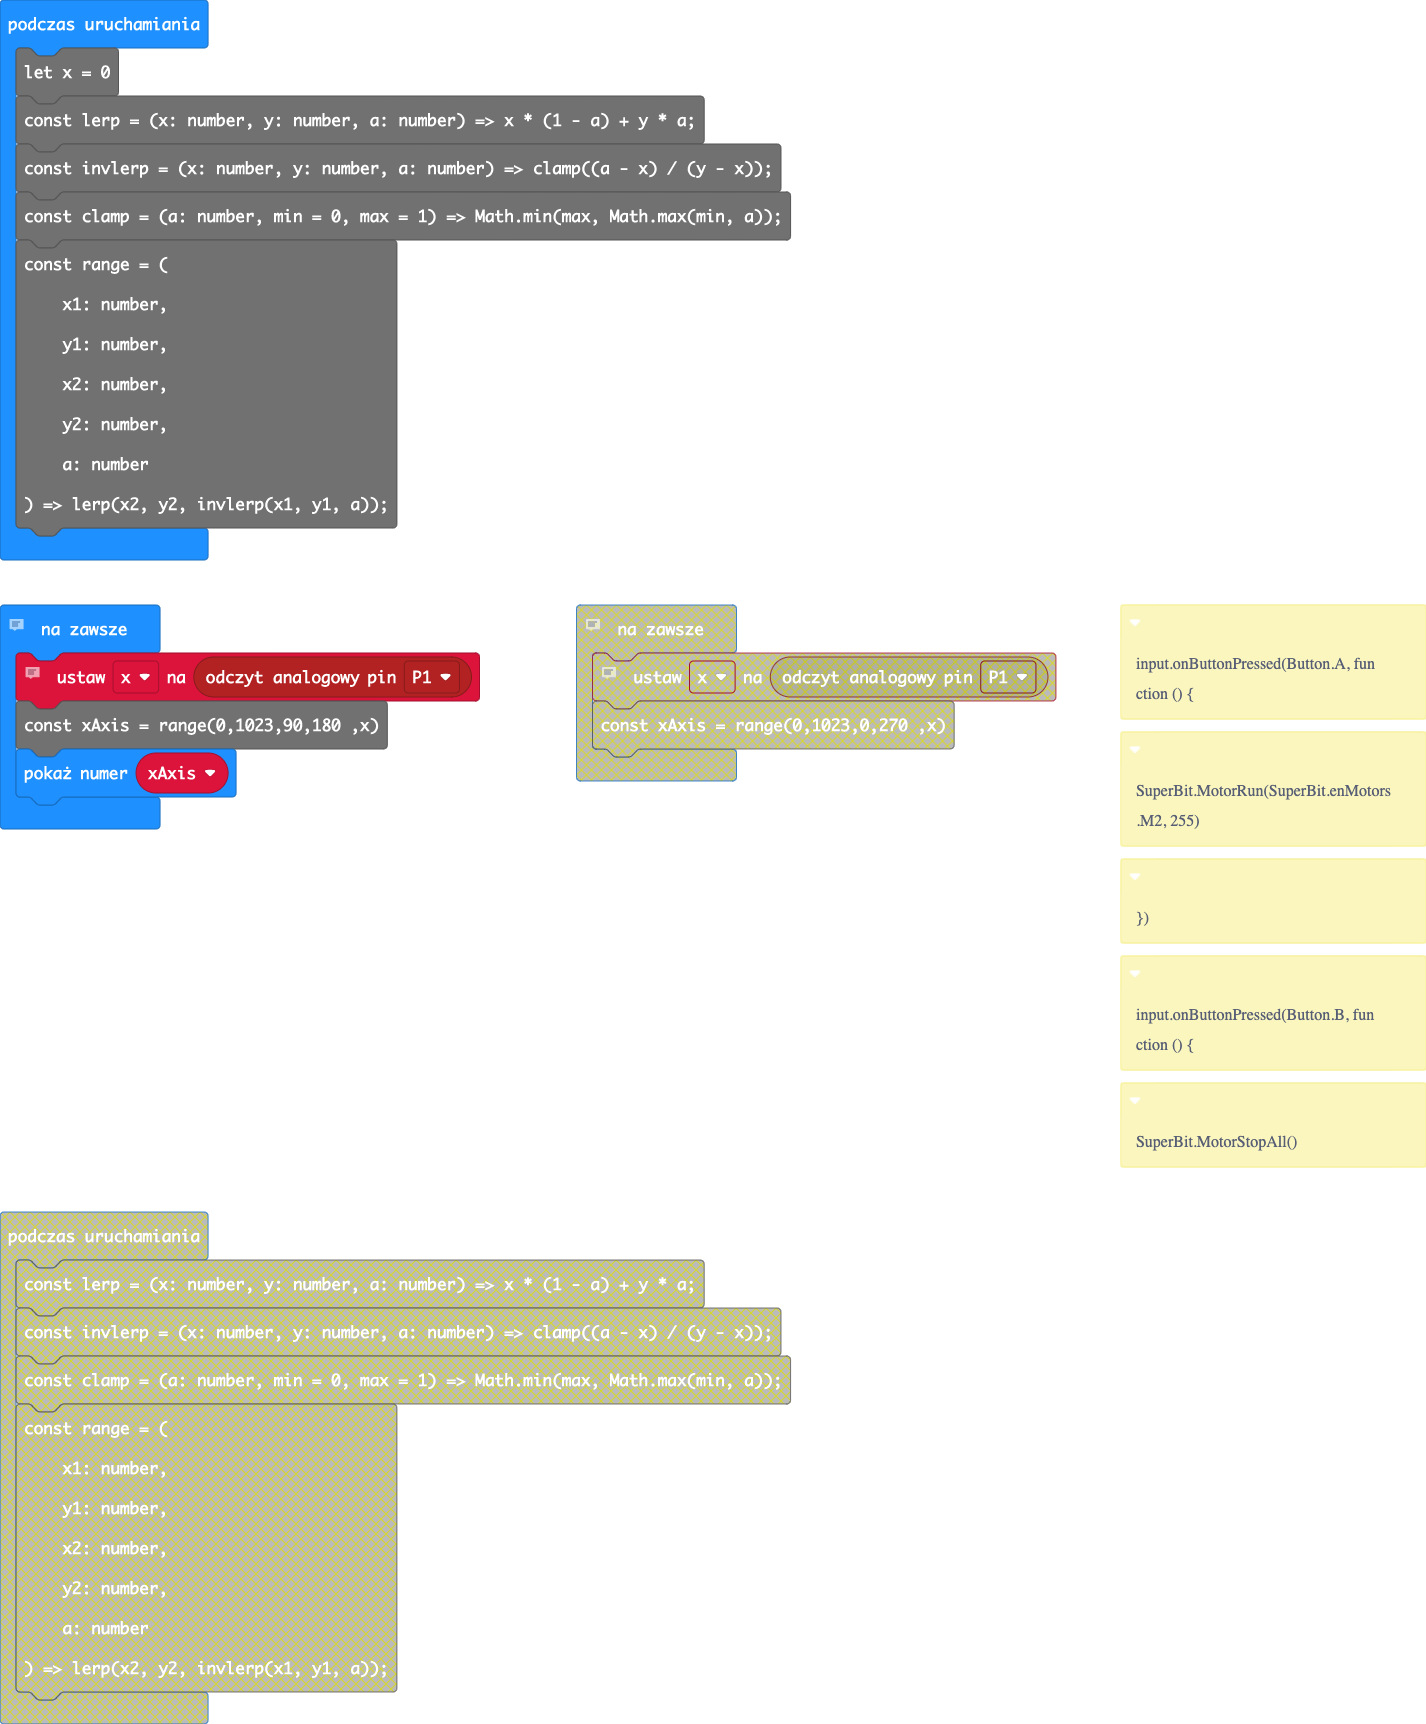 podczas uruchamiania
let x = 0
const lerp = (x: number, y: number, a: number) => x * (1 - a) + y * a;
const invlerp = (x: number, y: number, a: number) => clamp((a - x) / (y - x));
const clamp = (a: number, min = 0, max = 1) => Math.min(max, Math.max(min, a));
const range = (
x1: number,
y1: number,
x2: number,
y2: number,
a: number
) => lerp(x2, y2, invlerp(x1, y1, a));
na zawsze
ustaw x na odczyt analogowy pin P1
const xAxis = range(0,1023,90,180 ,x)
pokaż numer xAxis
na zawsze
ustaw x na odczyt analogowy pin P1
const xAxis = range(0,1023,0,270 ,x)
input.onButtonPressed(Button.A, fun
ction () {
SuperBit.MotorRun(SuperBit.enMotors
.M2, 255)
})
input.onButtonPressed(Button.B, fun
ction () {
SuperBit.MotorStopAll()
podczas uruchamiania
const lerp = (x: number, y: number, a: number) => x * (1 - a) + y * a;
const invlerp = (x: number, y: number, a: number) => clamp((a - x) / (y - x));
const clamp = (a: number, min = 0, max = 1) => Math.min(max, Math.max(min, a));
const range = (
x1: number,
y1: number,
x2: number,
y2: number,
a: number
) => lerp(x2, y2, invlerp(x1, y1, a));